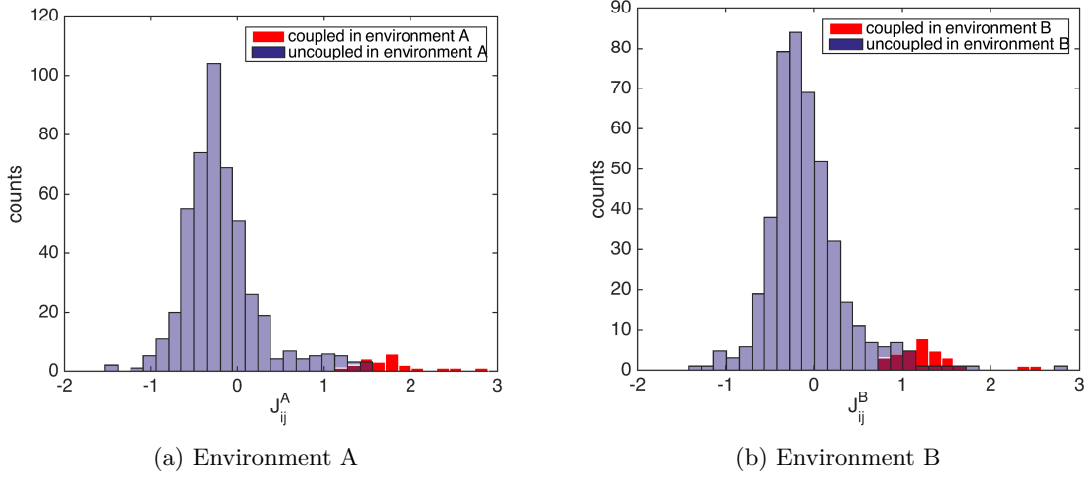 120
100
80
60
40
20
0
counts
-2
-1
0
1
2
3
J_ij^A
coupled in environment A
uncoupled in environment A
(a) Environment A
90
80
70
60
50
40
30
20
10
0
counts
-2
-1
0
1
2
3
J_ij^B
coupled in environment B
uncoupled in environment B
(b) Environment B